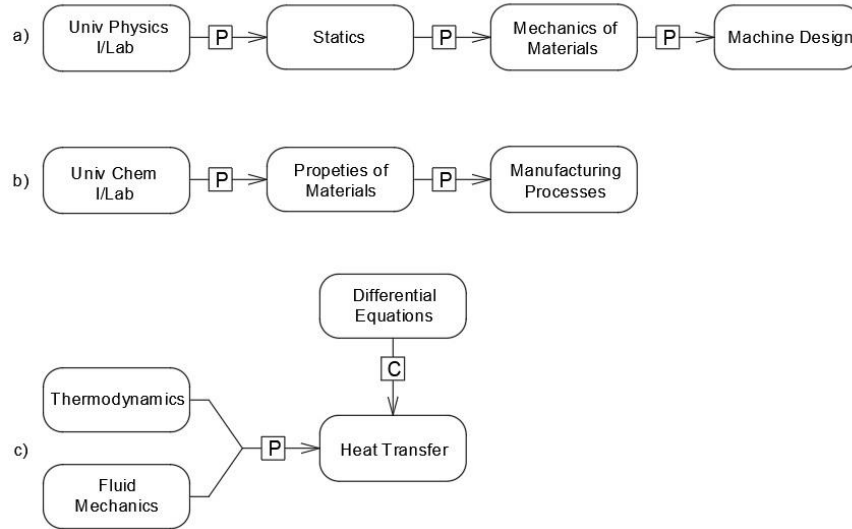 a)
Univ Physics
I/Lab
P
Statics
P
Mechanics of
Materials
P
Machine Design
b)
Univ Chem
I/Lab
P
Propeties of
Materials
P
Manufacturing
Processes
Differential
Equations
C
Thermodynamics
c)
P
Heat Transfer
Fluid
Mechanics